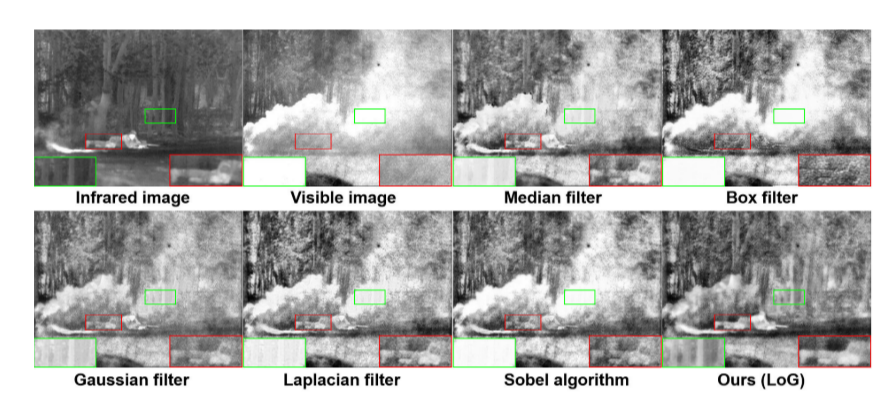 Infrared image
Visible image
Median filter
Box filter
Gaussian filter
Laplacian filter
Sobel algorithm
Ours (LoG)